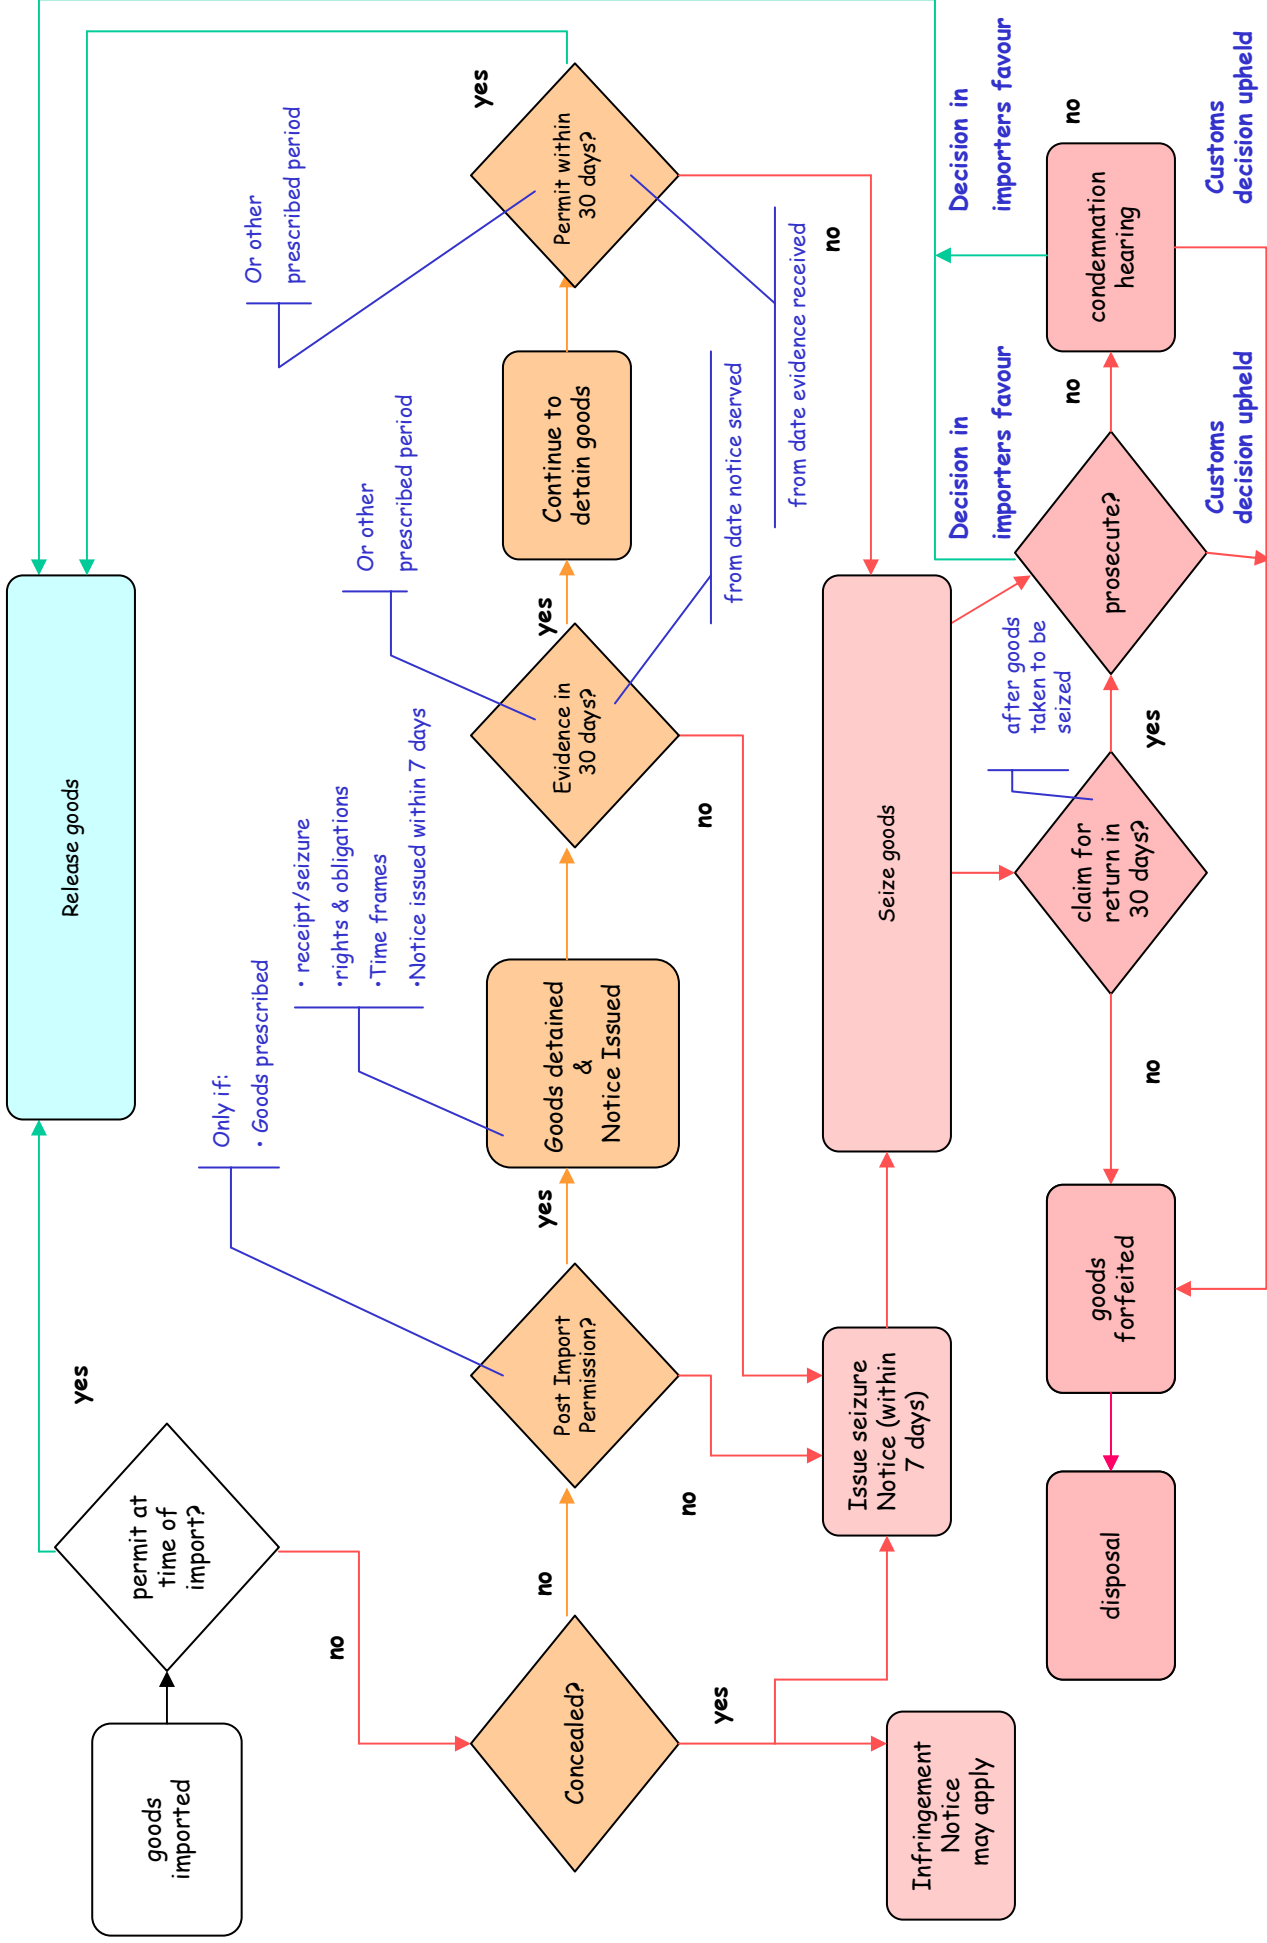 goods
imported
permit at
time of
import?
yes
no
Release goods
Concealed?
no
yes
Post Import
Permission?
yes
no
Only if:
• Goods prescribed
Goods detained
&
Notice Issued
• receipt/seizure
•rights & obligations
•Time frames
•Notice issued within 7 days
Evidence in
30 days?
yes
no
Or other
prescribed period
from date notice served
Continue to
detain goods
Permit within
30 days?
yes
no
Or other
prescribed period
from date evidence received
Infringement
Notice
may apply
Issue seizure
Notice (within
7 days)
Seize goods
disposal
goods
forfeited
no
claim for
return in
30 days?
yes
after goods
taken to be
seized
prosecute?
no
Decision in
importers favour
Customs
decision upheld
condemnation
hearing
no
Decision in
importers favour
Customs
decision upheld